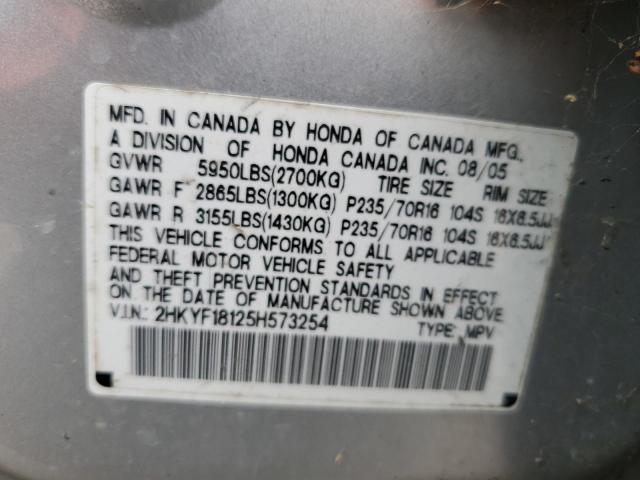 MFD. IN CANADA BY HONDA OF CANADA MFG.,
A DIVISION OF HONDA CANADA INC. 08/05
GVWR 5950LBS(2700KG) TIRE SIZE RIM SIZE
GAWR F 2865LBS(1300KG) P235/70R16 104S 16X6.5JJ
GAWR R 3155LBS(1430KG) P235/70R16 104S 16X6.5JJ
THIS VEHICLE CONFORMS TO ALL APPLICABLE
FEDERAL MOTOR VEHICLE SAFETY
AND THEFT PREVENTION STANDARDS IN EFFECT
ON THE DATE OF MANUFACTURE SHOWN ABOVE.
V.I.N.: 2HKYF18125H573254 TYPE: MPV